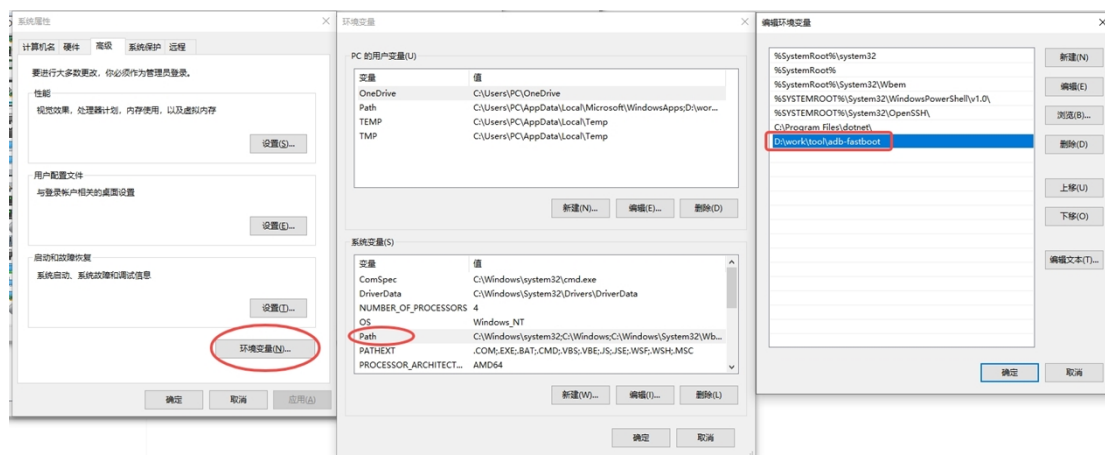 系统属性
计算机名 硬件 高级 系统保护 远程
要进行大多数更改，你必须作为管理员登录。
性能
视觉效果，处理器计划，内存使用，以及虚拟内存
设置(S)...
用户配置文件
与登录帐户相关的桌面设置
设置(E)...
启动和故障恢复
系统启动、系统故障和调试信息
设置(T)...
环境变量(N)...
确定 取消 应用(A)
环境变量
PC 的用户变量(U)
变量 值
OneDrive C:\Users\PC\OneDrive
Path C:\Users\PC\AppData\Local\Microsoft\WindowsApps;D:\wor...
TEMP C:\Users\PC\AppData\Local\Temp
TMP C:\Users\PC\AppData\Local\Temp
新建(N)... 编辑(E)... 删除(D)
系统变量(S)
变量 值
ComSpec C:\Windows\system32\cmd.exe
DriverData C:\Windows\System32\Drivers\DriverData
NUMBER_OF_PROCESSORS 4
OS Windows_NT
Path C:\Windows\system32;C:\Windows;C:\Windows\System32\Wb...
PATHEXT .COM;.EXE;.BAT;.CMD;.VBS;.VBE;.JS;.JSE;.WSF;.WSH;.MSC
PROCESSOR_ARCHITECT... AMD64
新建(W)... 编辑(I)... 删除(L)
确定 取消
编辑环境变量
%SystemRoot%\system32
%SystemRoot%
%SystemRoot%\System32\Wbem
%SYSTEMROOT%\System32\WindowsPowerShell\v1.0\
%SYSTEMROOT%\System32\OpenSSH\
C:\Program Files\dotnet\
D:\work\tool\adb-fastboot
新建(N)
编辑(E)
浏览(B)...
删除(D)
上移(U)
下移(O)
编辑文本(T)...
确定 取消